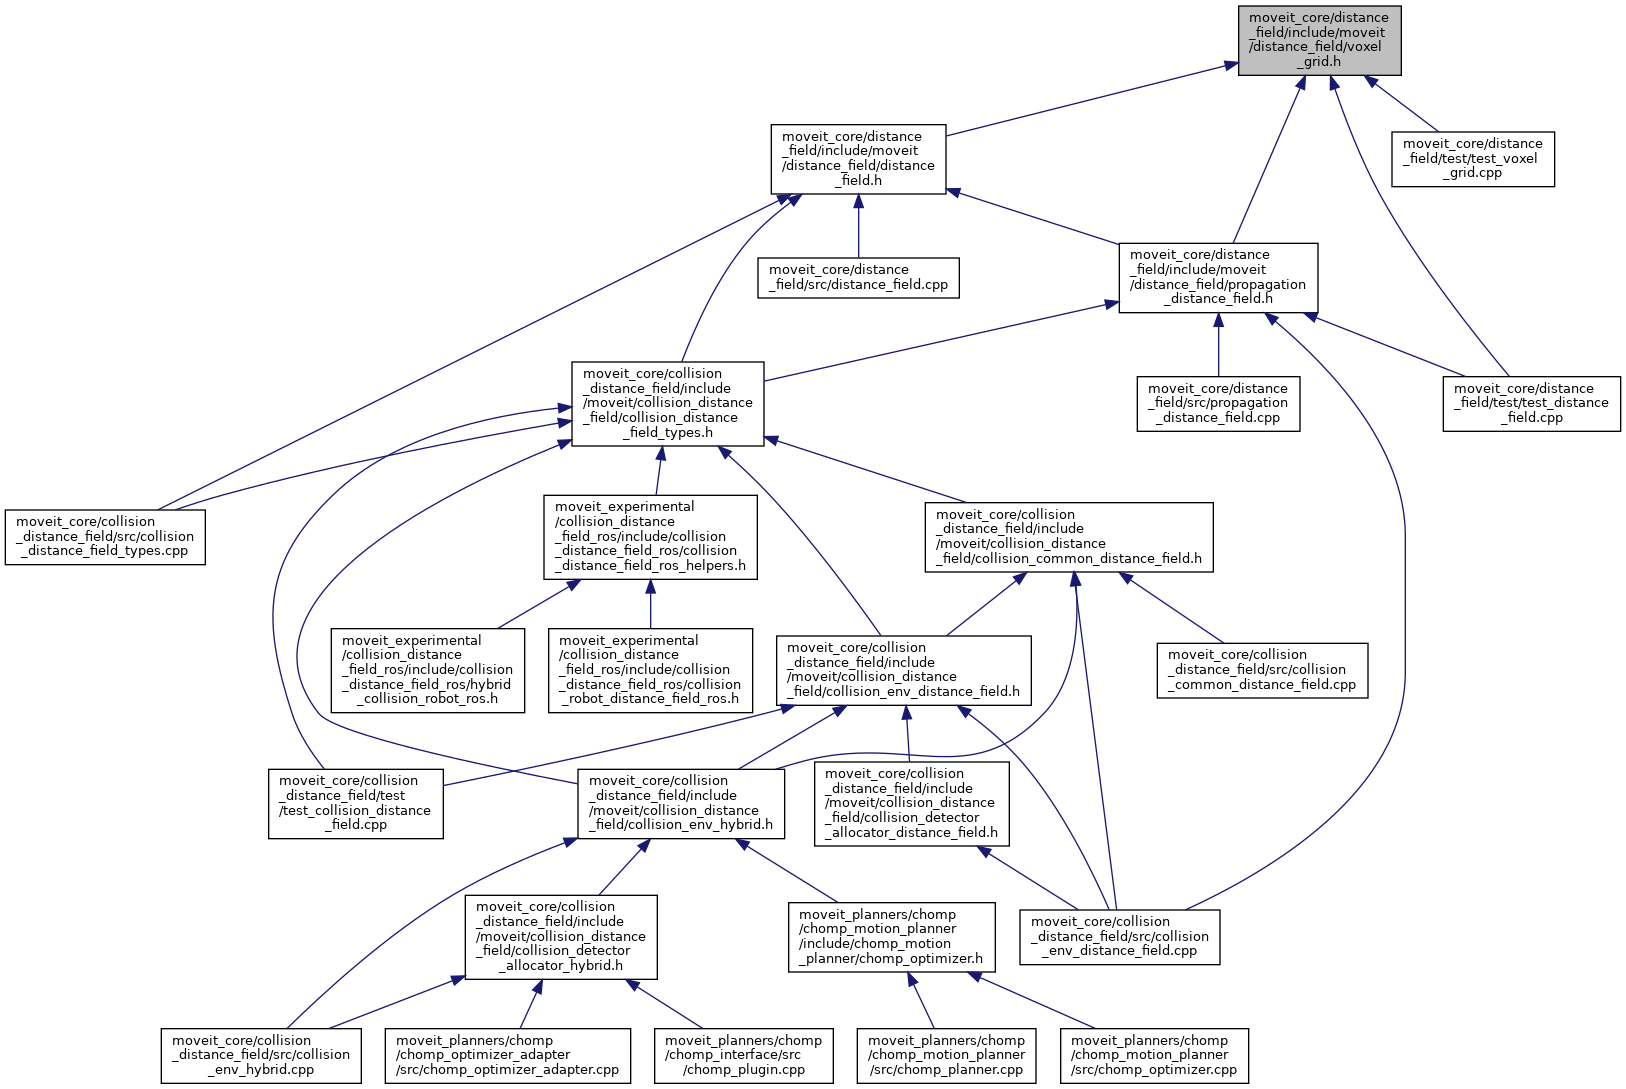 moveit_core/distance
_field/include/moveit
/distance_field/voxel
_grid.h
moveit_core/distance
_field/include/moveit
/distance_field/distance
_field.h
moveit_core/distance
_field/test/test_voxel
_grid.cpp
moveit_core/distance
_field/src/distance_field.cpp
moveit_core/distance
_field/include/moveit
/distance_field/propagation
_distance_field.h
moveit_core/collision
_distance_field/include
/moveit/collision_distance
_field/collision_distance
_field_types.h
moveit_core/distance
_field/src/propagation
_distance_field.cpp
moveit_core/distance
_field/test/test_distance
_field.cpp
moveit_core/collision
_distance_field/src/collision
_distance_field_types.cpp
moveit_experimental
/collision_distance
_field_ros/include/collision
_distance_field_ros/collision
_distance_field_ros_helpers.h
moveit_core/collision
_distance_field/include
/moveit/collision_distance
_field/collision_common_distance_field.h
moveit_experimental
/collision_distance
_field_ros/include/collision
_distance_field_ros/hybrid
_collision_robot_ros.h
moveit_experimental
/collision_distance
_field_ros/include/collision
_distance_field_ros/collision
_robot_distance_field_ros.h
moveit_core/collision
_distance_field/include
/moveit/collision_distance
_field/collision_env_distance_field.h
moveit_core/collision
_distance_field/src/collision
_common_distance_field.cpp
moveit_core/collision
_distance_field/test
/test_collision_distance
_field.cpp
moveit_core/collision
_distance_field/include
/moveit/collision_distance
_field/collision_env_hybrid.h
moveit_core/collision
_distance_field/include
/moveit/collision_distance
_field/collision_detector
_allocator_distance_field.h
moveit_core/collision
_distance_field/include
/moveit/collision_distance
_field/collision_detector
_allocator_hybrid.h
moveit_planners/chomp
/chomp_motion_planner
/include/chomp_motion
_planner/chomp_optimizer.h
moveit_core/collision
_distance_field/src/collision
_env_distance_field.cpp
moveit_core/collision
_distance_field/src/collision
_env_hybrid.cpp
moveit_planners/chomp
/chomp_optimizer_adapter
/src/chomp_optimizer_adapter.cpp
moveit_planners/chomp
/chomp_interface/src
/chomp_plugin.cpp
moveit_planners/chomp
/chomp_motion_planner
/src/chomp_planner.cpp
moveit_planners/chomp
/chomp_motion_planner
/src/chomp_optimizer.cpp